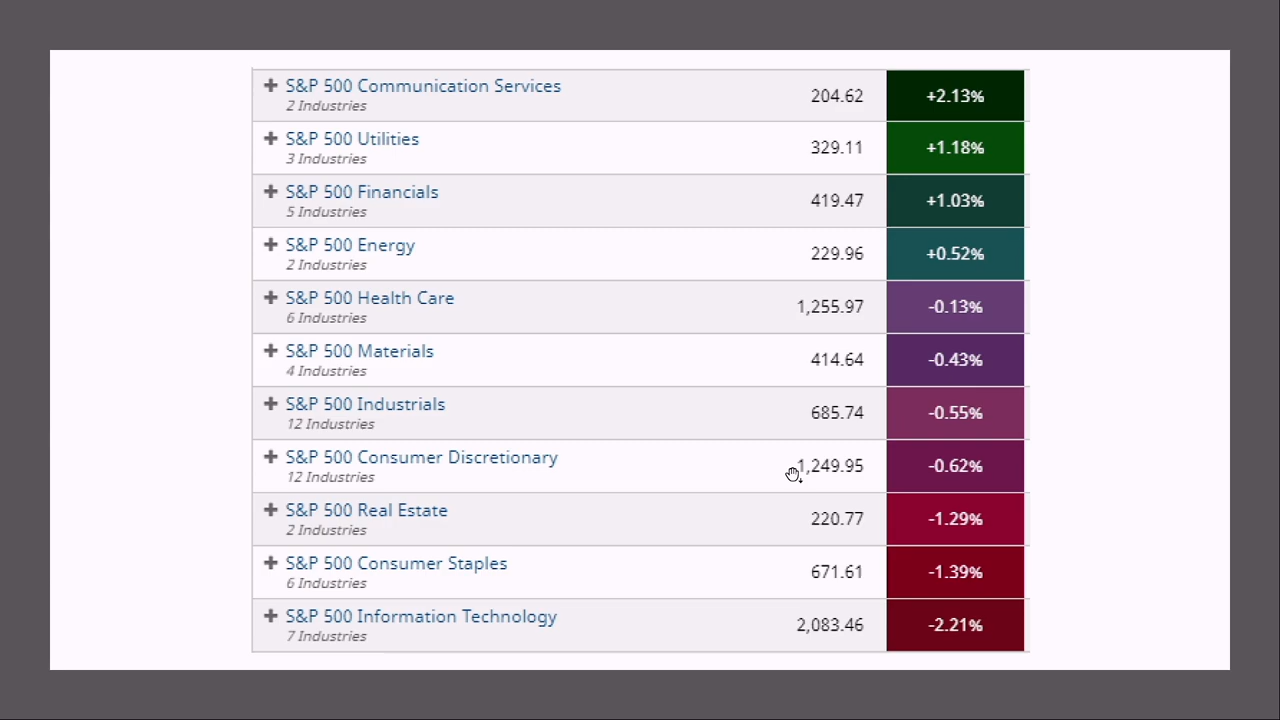 S&P 500 Communication Services
2 Industries
204.62
+2.13%
S&P 500 Utilities
3 Industries
329.11
+1.18%
S&P 500 Financials
5 Industries
419.47
+1.03%
S&P 500 Energy
2 Industries
229.96
+0.52%
S&P 500 Health Care
6 Industries
1,255.97
-0.13%
S&P 500 Materials
4 Industries
414.64
-0.43%
S&P 500 Industrials
12 Industries
685.74
-0.55%
S&P 500 Consumer Discretionary
12 Industries
1,249.95
-0.62%
S&P 500 Real Estate
2 Industries
220.77
-1.29%
S&P 500 Consumer Staples
6 Industries
671.61
-1.39%
S&P 500 Information Technology
7 Industries
2,083.46
-2.21%